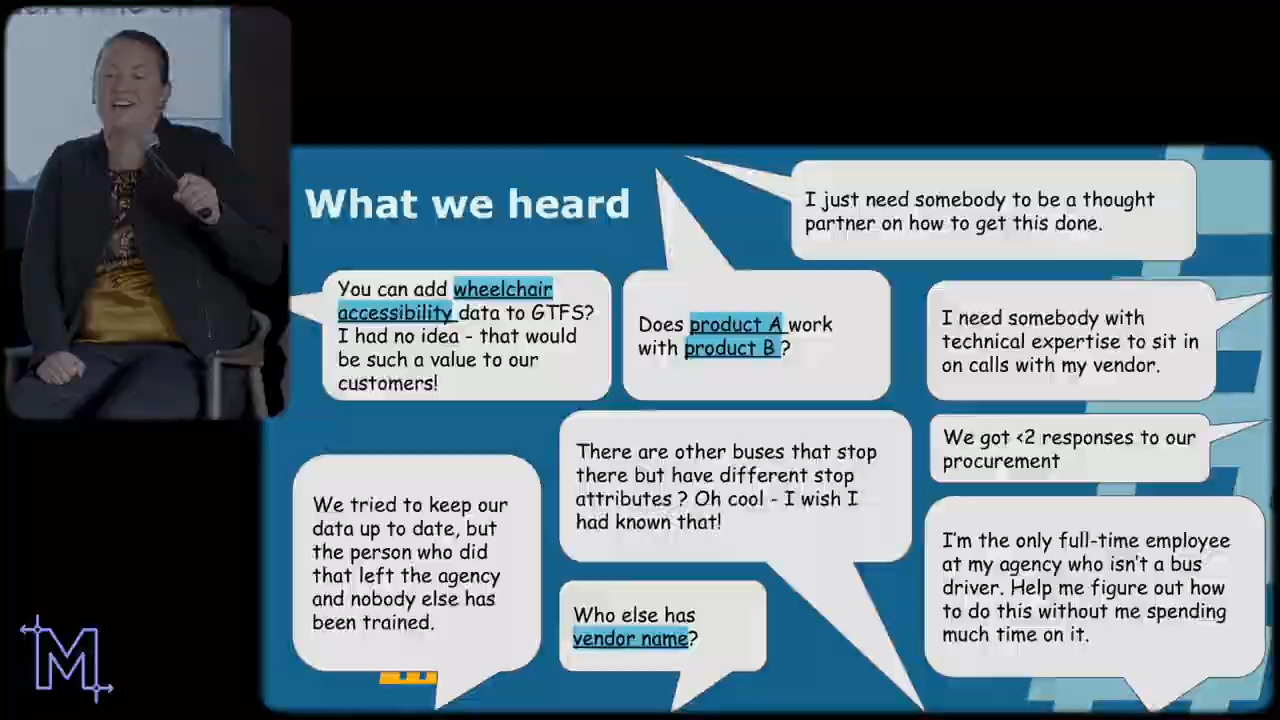 What we heard
I just need somebody to be a thought
partner on how to get this done.
You can add wheelchair
accessibility data to GTFS?
I had no idea - that would
be such a value to our
customers!
Does product A work
with product B ?
I need somebody with
technical expertise to sit in
on calls with my vendor.
There are other buses that stop
there but have different stop
attributes ? Oh cool - I wish I
had known that!
We got <2 responses to our
procurement
We tried to keep our
data up to date, but
the person who did
that left the agency
and nobody else has
been trained.
Who else has
vendor name?
I'm the only full-time employee
at my agency who isn't a bus
driver. Help me figure out how
to do this without me spending
much time on it.
M